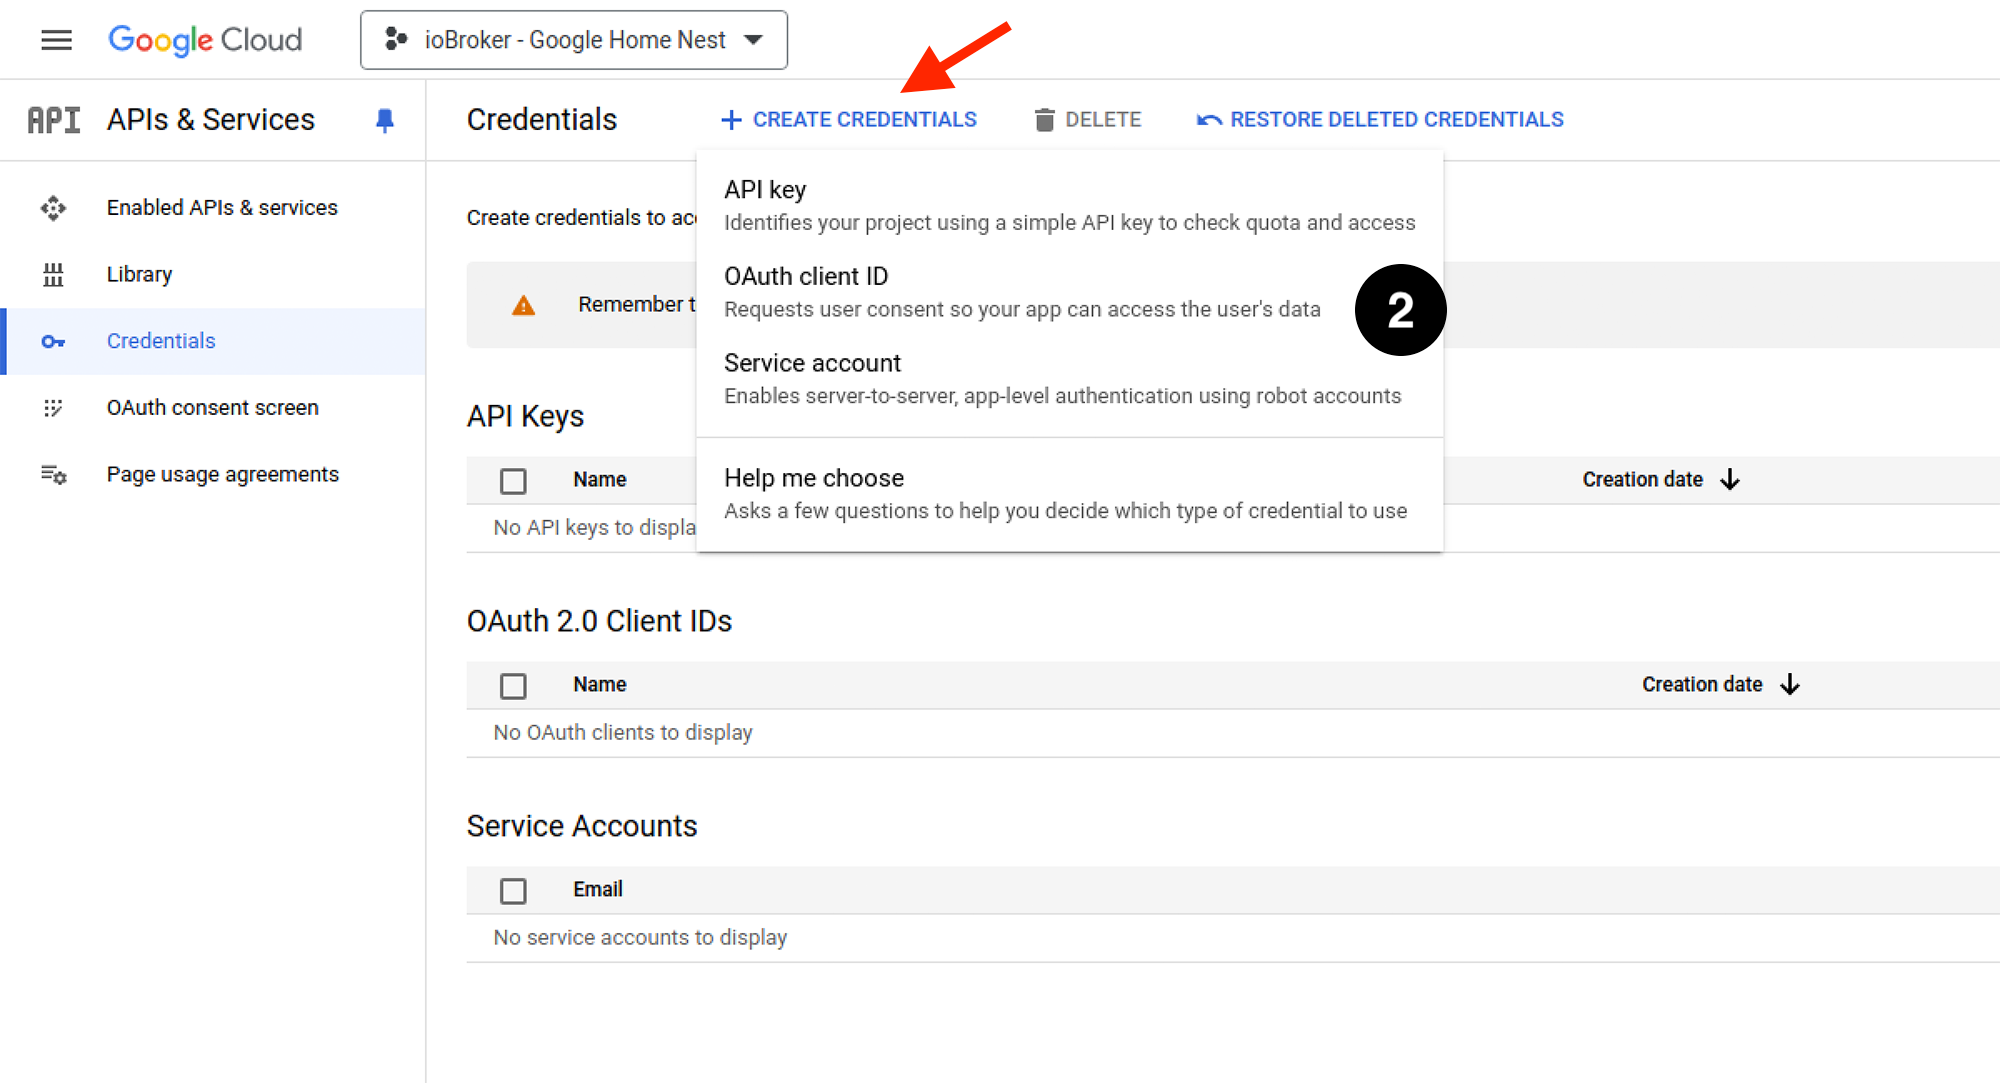 Google Cloud
ioBroker - Google Home Nest
API APIs & Services
Credentials
CREATE CREDENTIALS
DELETE
RESTORE DELETED CREDENTIALS
Enabled APIs & services
Library
Credentials
OAuth consent screen
Page usage agreements
Create credentials to acc
Remember t
API key
Identifies your project using a simple API key to check quota and access
OAuth client ID
Requests user consent so your app can access the user's data
2
Service account
Enables server-to-server, app-level authentication using robot accounts
Help me choose
Asks a few questions to help you decide which type of credential to use
API Keys
Name
Creation date
No API keys to displa
OAuth 2.0 Client IDs
Name
Creation date
No OAuth clients to display
Service Accounts
Email
No service accounts to display